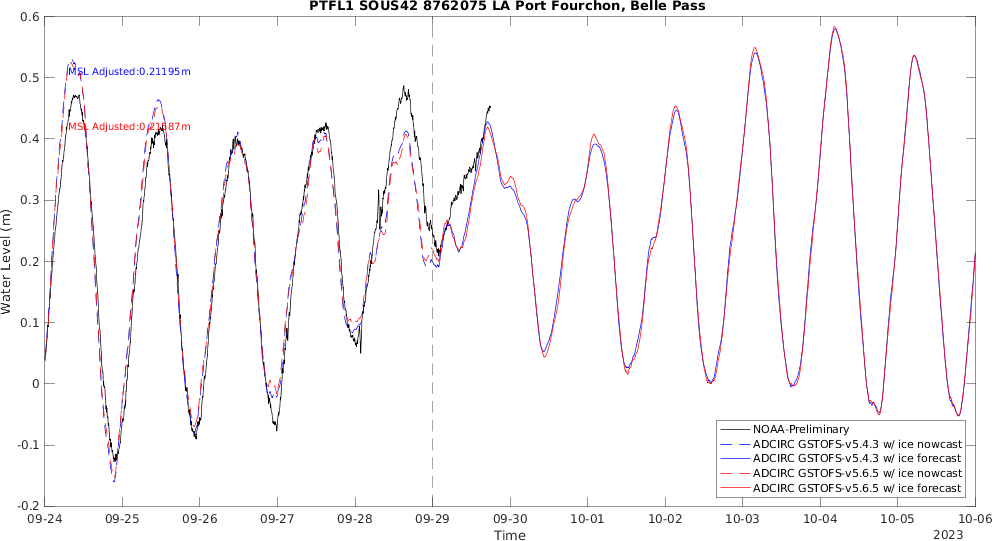 PTFL1 SOUS42 8762075 LA Port Fourchon, Belle Pass
0.6
0.5
0.4
0.3
0.2
0.1
0
-0.1
-0.2
Water Level (m)
MSL Adjusted:0.21195m
MSL Adjusted:0.21587m
NOAA-Preliminary
ADCIRC GSTOFS-v5.4.3 w/ ice nowcast
ADCIRC GSTOFS-v5.4.3 w/ ice forecast
ADCIRC GSTOFS-v5.6.5 w/ ice nowcast
ADCIRC GSTOFS-v5.6.5 w/ ice forecast
09-24 09-25 09-26 09-27 09-28 09-29 09-30 10-01 10-02 10-03 10-04 10-05 10-06
Time
2023